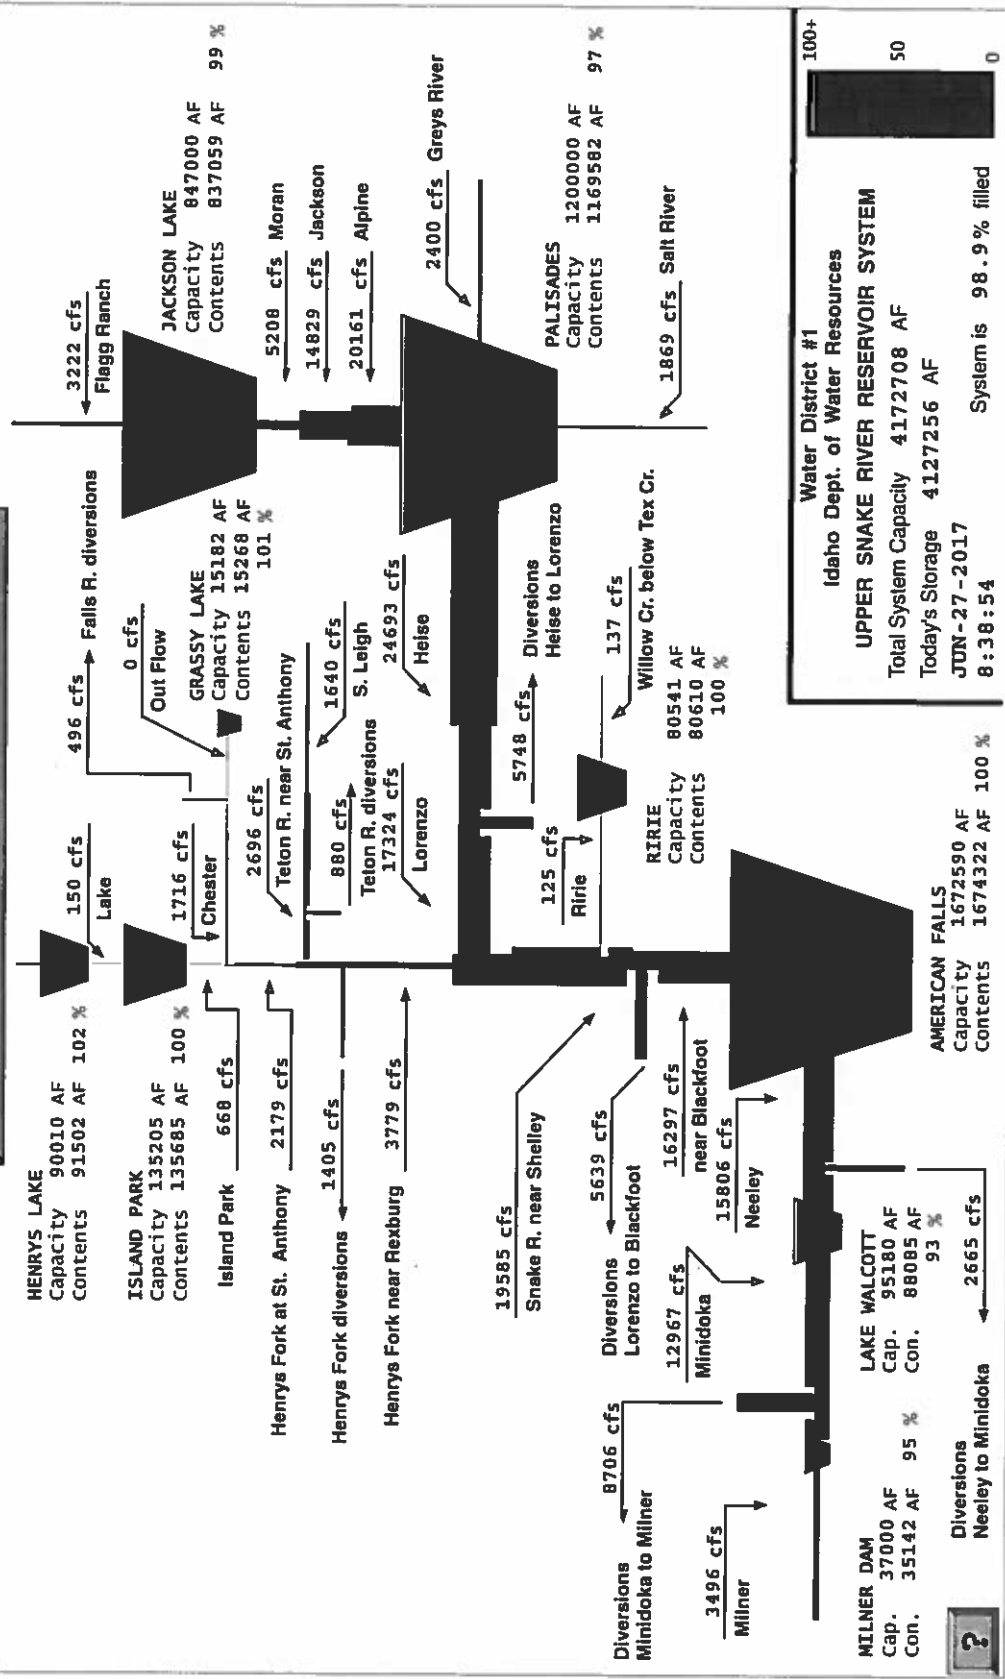 HENRYS LAKE
Capacity 90010 AF
Contents 91502 AF 102 %
ISLAND PARK
Capacity 135205 AF
Contents 135685 AF 100 %
Island Park 668 cfs
Henrys Fork at St. Anthony 2179 cfs
Henrys Fork diversions 1405 cfs
Henrys Fork near Rexburg 3779 cfs
150 cfs
Lake
1716 cfs
Chester
496 cfs Falls R. diversions
0 cfs
Out Flow
GRASSY LAKE
Capacity 15182 AF
Contents 15268 AF
101 %
2696 cfs
Teton R. near St. Anthony
1640 cfs
S. Leigh
880 cfs
Teton R. diversions
17324 cfs
Lorenzo
24693 cfs
Heise
3222 cfs
Flagg Ranch
JACKSON LAKE
Capacity 847000 AF
Contents 837059 AF 99 %
5208 cfs Moran
14829 cfs Jackson
20161 cfs Alpine
2400 cfs Greys River
PALISADES
Capacity 1200000 AF
Contents 1169582 AF 97 %
1869 cfs Salt River
19585 cfs
Snake R. near Shelley
5748 cfs
Diversions
Heise to Lorenzo
125 cfs
Ririe
137 cfs
Willow Cr. below Tex Cr.
RIRIE
Capacity 80541 AF
Contents 80610 AF
100 %
5639 cfs
Diversions
Lorenzo to Blackfoot
16297 cfs
near Blackfoot
15806 cfs
Neeley
12967 cfs
Minidoka
8706 cfs
Diversions
Minidoka to Milner
3496 cfs
Milner
MILNER DAM
Cap. 37000 AF
Con. 35142 AF 95 %
LAKE WALCOTT
Cap. 95180 AF
Con. 88085 AF
93 %
AMERICAN FALLS
Capacity 1672590 AF
Contents 1674322 AF 100 %
Diversions
Neeley to Minidoka 2665 cfs
?
Water District #1
Idaho Dept. of Water Resources
UPPER SNAKE RIVER RESERVOIR SYSTEM
Total System Capacity 4172708 AF
Today's Storage 4127256 AF
JUN-27-2017
8:38:54 System is 98.9% filled
100+
50
0